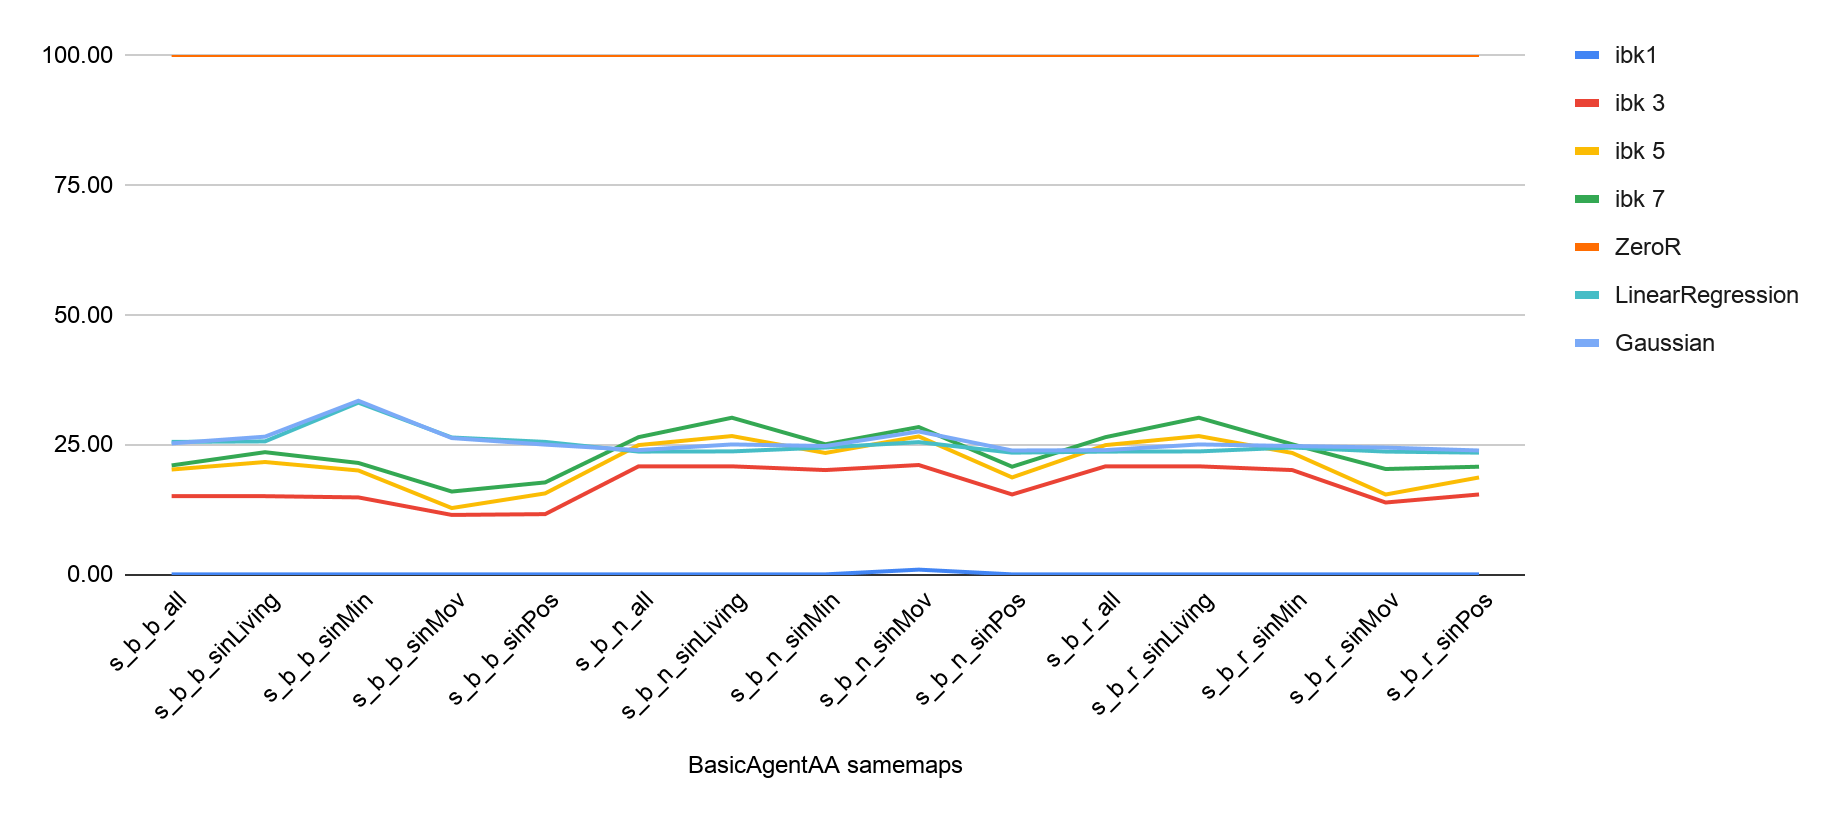 100.00
75.00
50.00
25.00
0.00
s_b_b_all
s_b_b_sinLiving
s_b_b_sinMin
s_b_b_sinMov
s_b_b_sinPos
s_b_n_all
s_b_n_sinLiving
s_b_n_sinMin
s_b_n_sinMov
s_b_n_sinPos
s_b_r_all
s_b_r_sinLiving
s_b_r_sinMin
s_b_r_sinMov
s_b_r_sinPos
BasicAgentAA samemaps
ibk1
ibk 3
ibk 5
ibk 7
ZeroR
LinearRegression
Gaussian